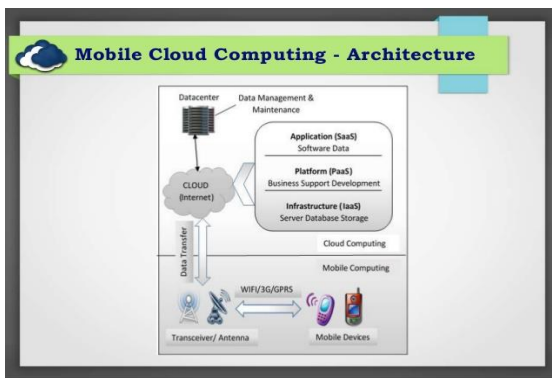 Mobile Cloud Computing - Architecture
Datacenter
Data Management &
Maintenance
Application (SaaS)
Software Data
Platform (PaaS)
Business Support Development
Infrastructure (IaaS)
Server Database Storage
CLOUD
(Internet)
Cloud Computing
Data Transfer
Mobile Computing
WIFI/3G/GPRS
Transceiver/ Antenna
Mobile Devices